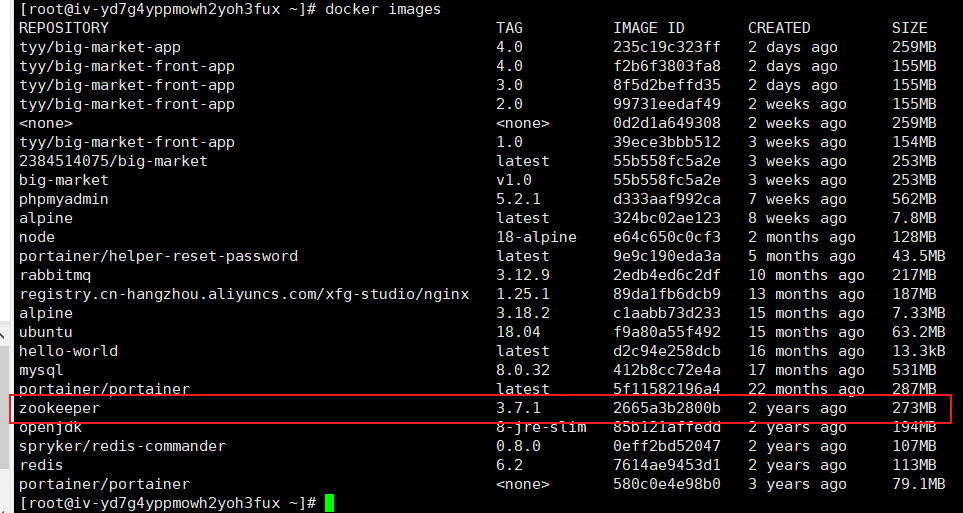 [root@iv-yd7g4yppmowh2yoh3fux ~]# docker images
REPOSITORY TAG IMAGE ID CREATED SIZE
tyy/big-market-app 4.0 235c19c323ff 2 days ago 259MB
tyy/big-market-front-app 4.0 f2b6f3803fa8 2 days ago 155MB
tyy/big-market-front-app 3.0 8f5d2beffd35 2 days ago 155MB
tyy/big-market-front-app 2.0 99731eedaf49 2 weeks ago 155MB
<none> <none> 0d2d1a649308 2 weeks ago 259MB
tyy/big-market-front-app 1.0 39ece3bbb512 3 weeks ago 154MB
2384514075/big-market latest 55b558fc5a2e 3 weeks ago 253MB
big-market v1.0 55b558fc5a2e 3 weeks ago 253MB
phpmyadmin 5.2.1 d333aaf992ca 7 weeks ago 562MB
alpine latest 324bc02ae123 8 weeks ago 7.8MB
node 18-alpine e64c650c0cf3 2 months ago 128MB
portainer/helper-reset-password latest 9e9c190eda3a 5 months ago 43.5MB
rabbitmq 3.12.9 2edb4ed6c2df 10 months ago 217MB
registry.cn-hangzhou.aliyuncs.com/xfg-studio/nginx 1.25.1 89da1fb6dcb9 13 months ago 187MB
alpine 3.18.2 c1aabb73d233 15 months ago 7.33MB
ubuntu 18.04 f9a80a55f492 15 months ago 63.2MB
hello-world latest d2c94e258dcb 16 months ago 13.3kB
mysql 8.0.32 412b8cc72e4a 17 months ago 531MB
portainer/portainer latest 5f11582196a4 22 months ago 287MB
zookeeper 3.7.1 2665a3b2800b 2 years ago 273MB
openjdk 8-jre-slim 85b121affedd 2 years ago 194MB
spryker/redis-commander 0.8.0 0eff2bd52047 2 years ago 107MB
redis 6.2 7614ae9453d1 2 years ago 113MB
portainer/portainer <none> 580c0e4e98b0 3 years ago 79.1MB
[root@iv-yd7g4yppmowh2yoh3fux ~]#